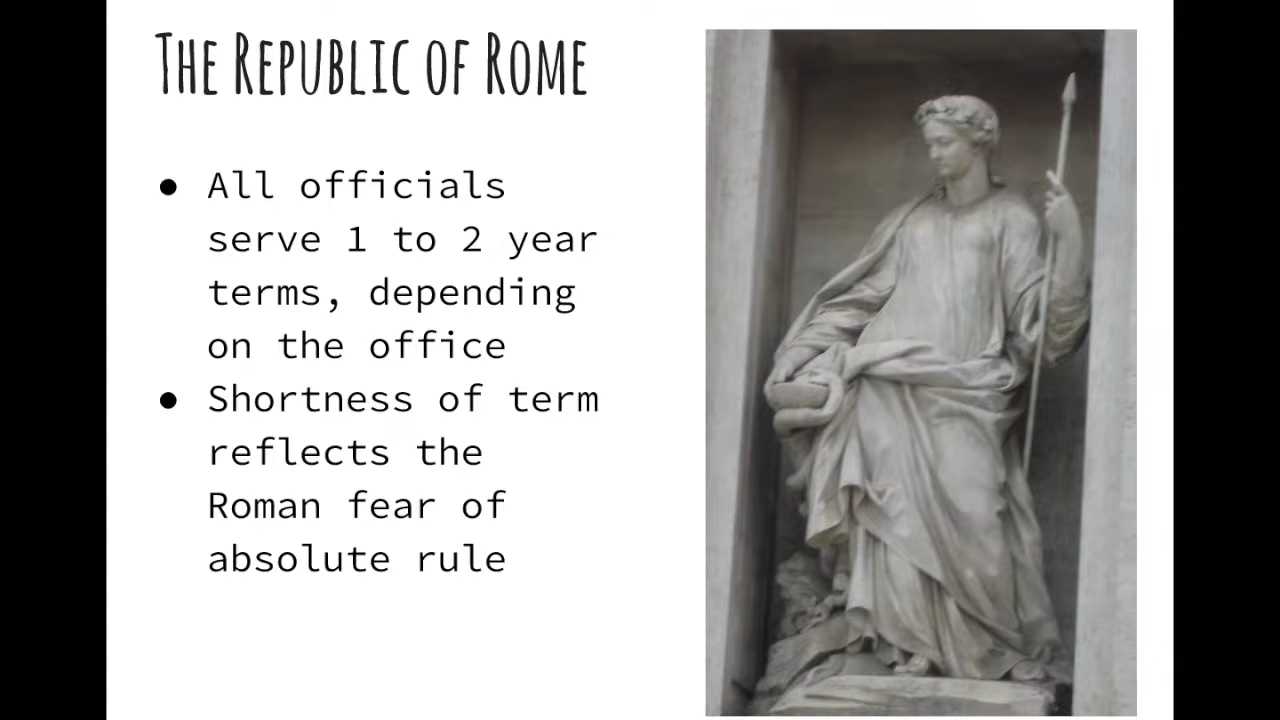 The Republic of Rome
● All officials
serve 1 to 2 year
terms, depending
on the office
● Shortness of term
reflects the
Roman fear of
absolute rule